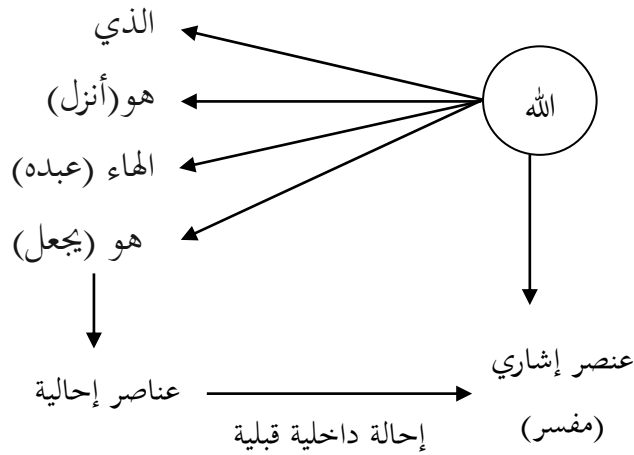 الله
الذي
هو(أنزل)
الهاء (عبده)
هو (يجعل)
عنصر إشاري
(مفسر)
إحالة داخلية قبلية
عناصر إحالية